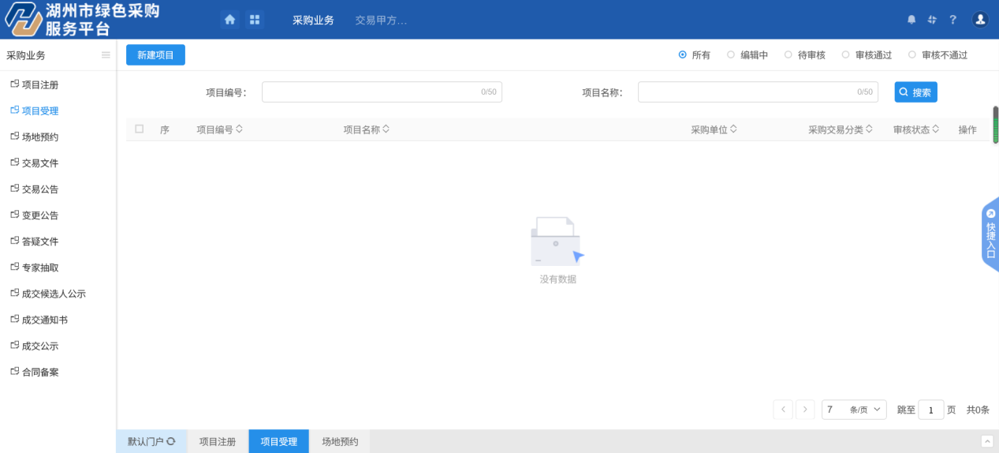 湖州市绿色采购
服务平台
采购业务 交易甲方...
采购业务
新建项目
所有 编辑中 待审核 审核通过 审核不通过
项目注册
项目受理
场地预约
交易文件
交易公告
变更公告
答疑文件
专家抽取
成交候选人公示
成交通知书
成交公示
合同备案
项目编号: 0/50 项目名称: 0/50 搜索
序 项目编号 项目名称 采购单位 采购交易分类 审核状态 操作
没有数据
快捷入口
7 条/页 跳至 1 页 共0条
默认门户 项目注册 项目受理 场地预约